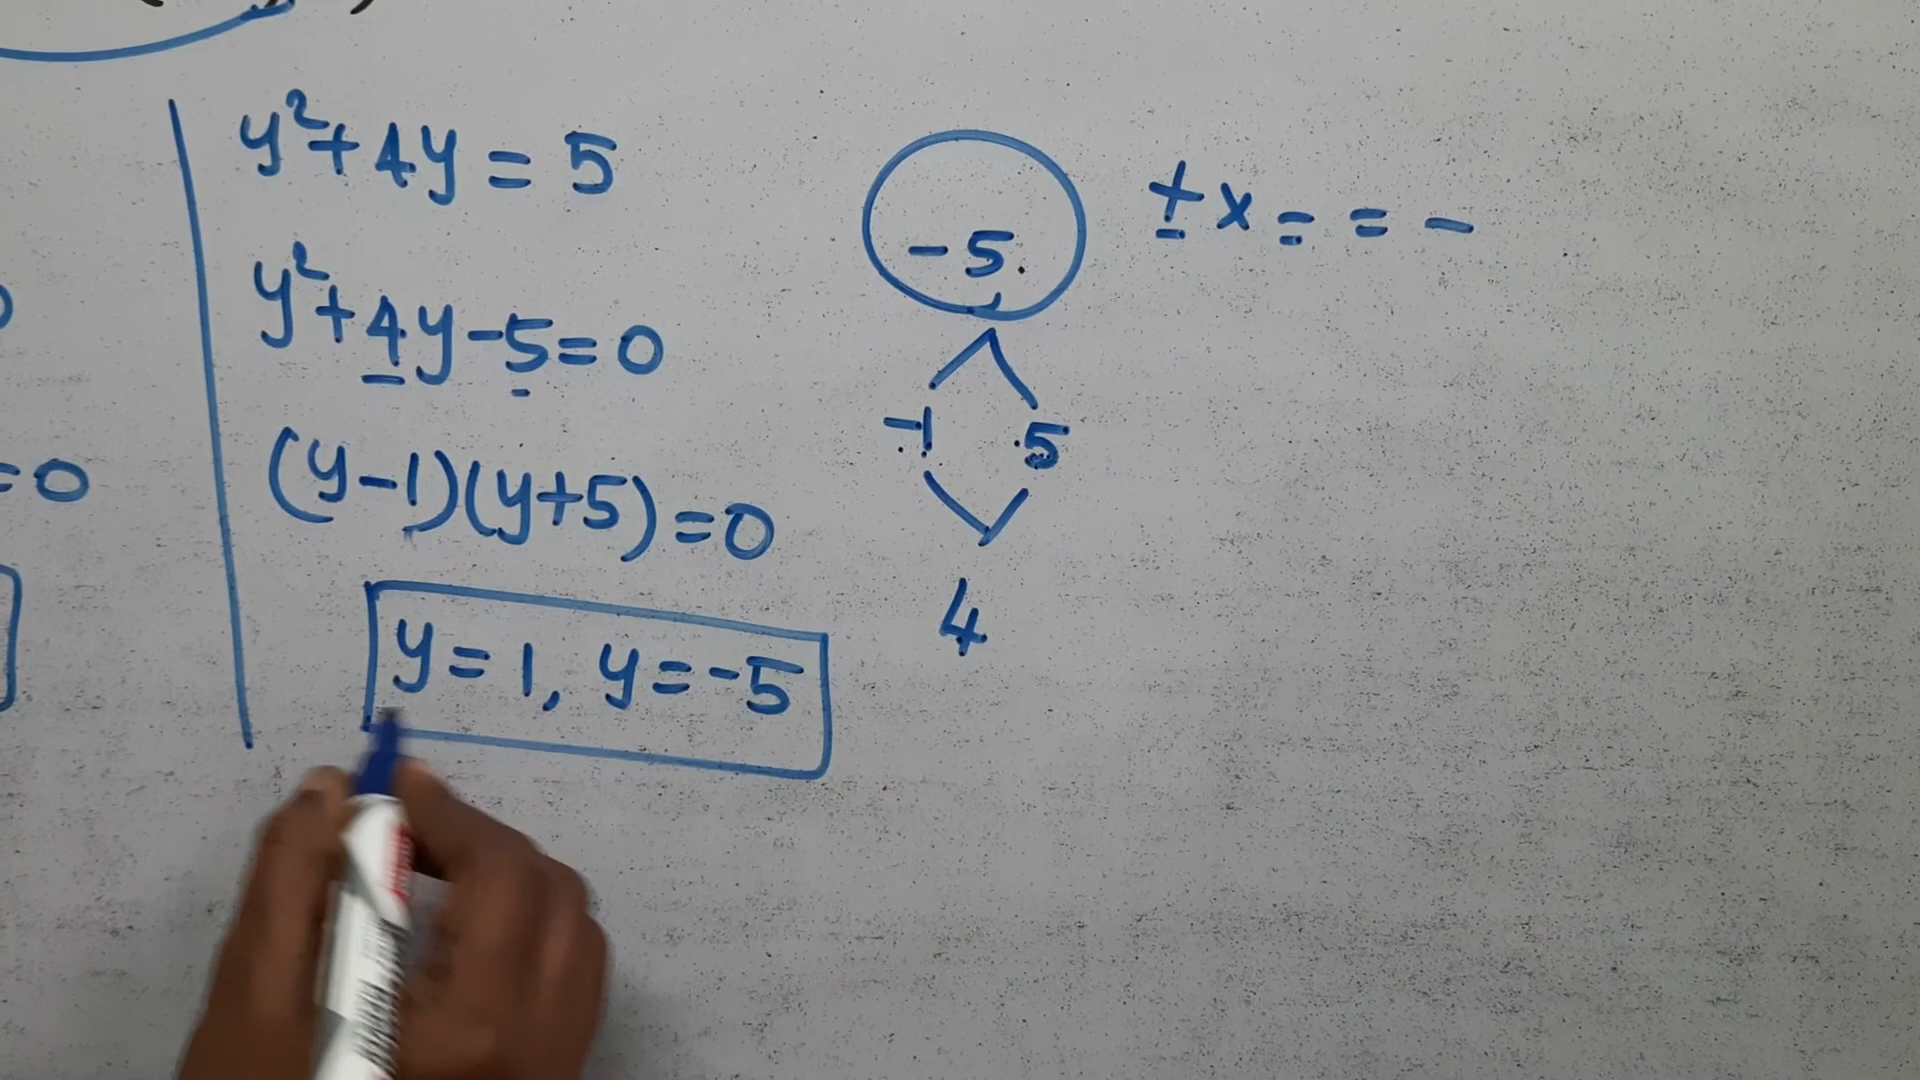 y²+4y=5
y²+4y-5=0
=0
(y-1)(y+5)=0
y=1, y=-5
-5
-1 5
4
± x = = -